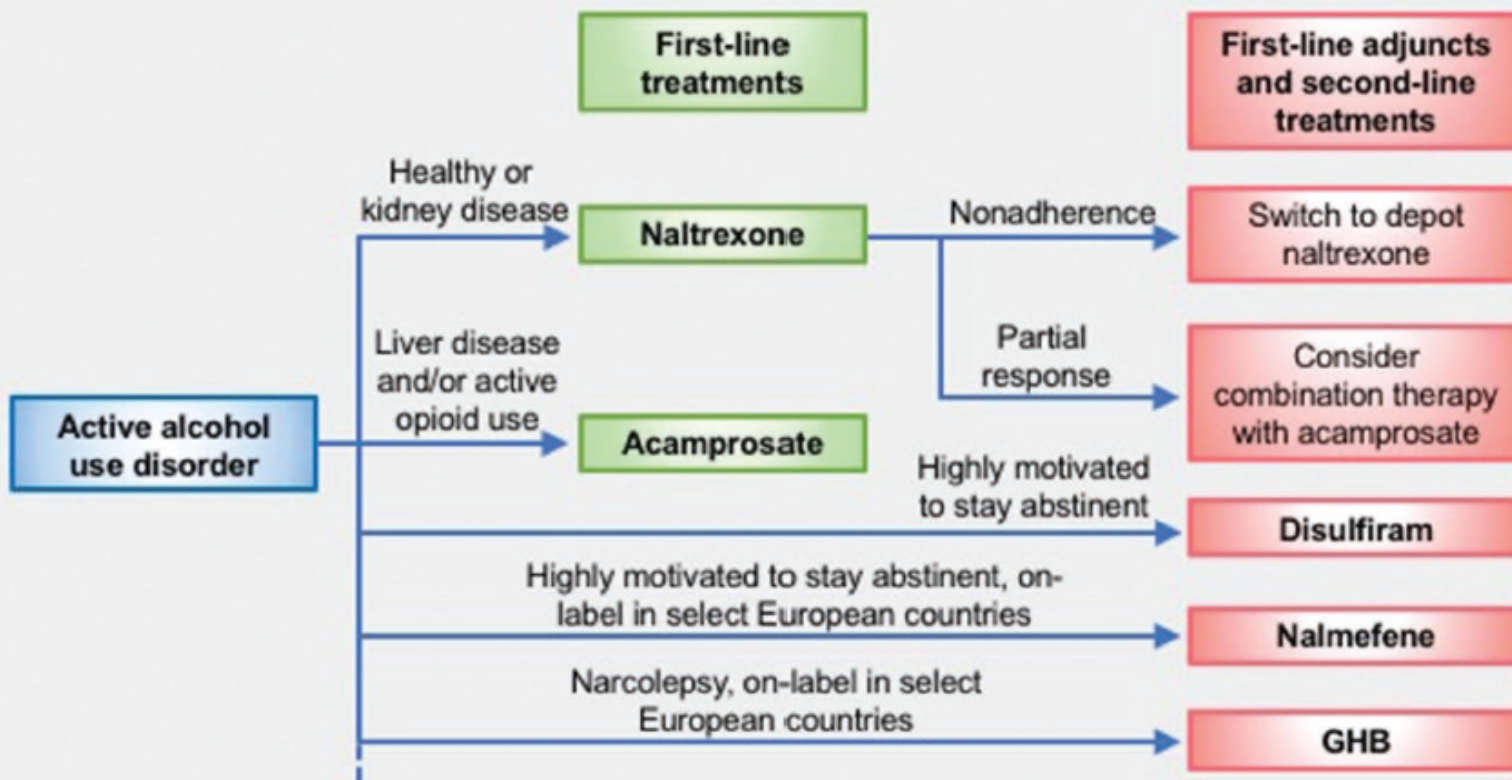 First-line
treatments
First-line adjuncts
and second-line
treatments
Healthy or
kidney disease
Naltrexone
Nonadherence
Switch to depot
naltrexone
Partial
response
Consider
combination therapy
with acamprosate
Liver disease
and/or active
opioid use
Active alcohol
use disorder
Acamprosate
Highly motivated
to stay abstinent
Disulfiram
Highly motivated to stay abstinent, on-
label in select European countries
Nalmefene
Narcolepsy, on-label in select
European countries
GHB